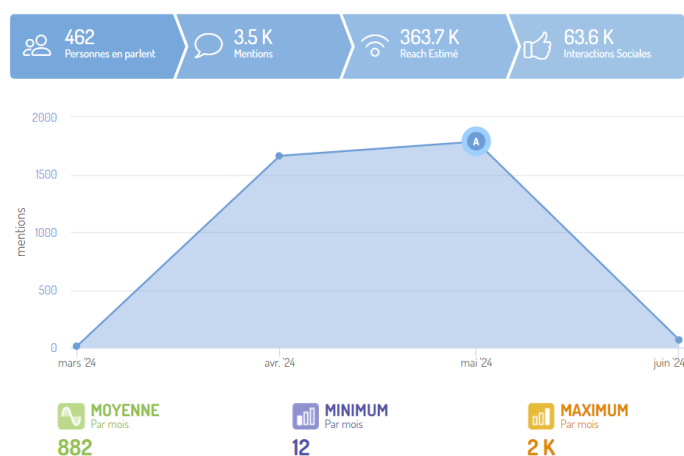 462
Personnes en parlent
3.5 K
Mentions
363.7 K
Reach Estimé
63.6 K
Interactions Sociales
2000
1500
1000
500
0
mentions
A
mars '24
avr. '24
mai '24
juin '24
MOYENNE
Par mois
882
MINIMUM
Par mois
12
MAXIMUM
Par mois
2 K